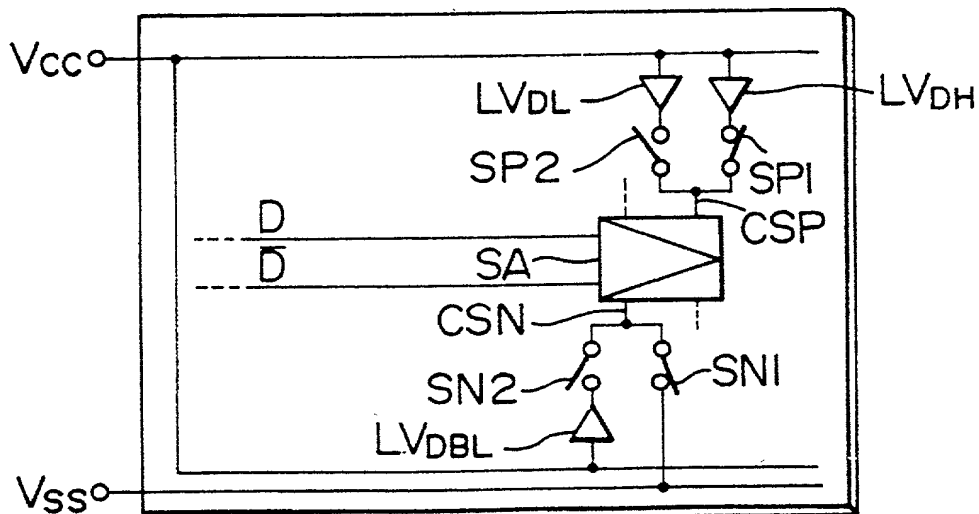 VCC
LVDL
LVDH
SP2
SP1
CSP
D
D̅
SA
CSN
SN2
SN1
LVDBL
VSS